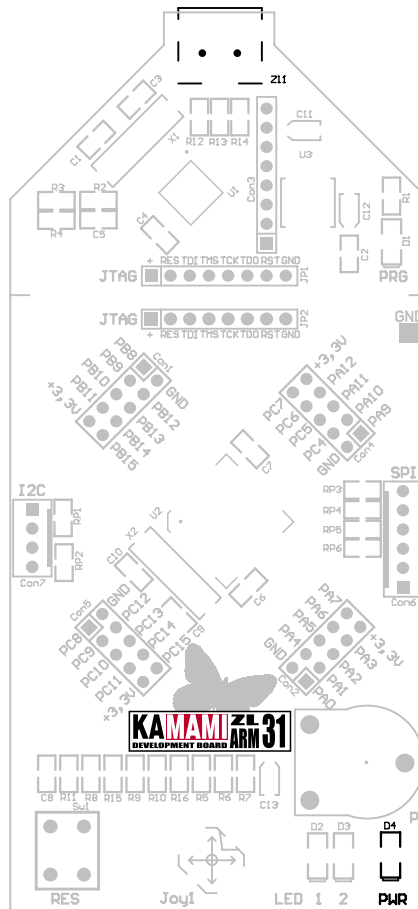 Zl1
C3
C1
X1
R12 R13 R14
C11
U3
Con3
R3 R2
R4 C5
U1
C4
C12
R1
D1
C2
PRG
JTAG + RES TDI TMS TCK TDO RST GND JP1
JTAG + RES TDI TMS TCK TDO RST GND JP2
GND
PB8
PB9
PB10
PB11
+3,3V
Con1
GND
PB12
PB13
PB14
PB15
+3,3V
PA12
PA11
PA10
PA9
PC7
PC6
PC5
PC4
GND
Con4
C7
I2C
RP1
RP2
Con7
U2
X2
C10
C6
C9
SPI
RP3
RP4
RP5
RP6
Con6
Con5
GND
PC12
PC13
PC14
PC15
PC8
PC9
PC10
PC11
+3,3V
PA7
PA6
PA5
PA4
GND
+3,3V
PA3
PA2
PA1
PA0
Con2
KAMAMI ZL
DEVELOPMENT BOARD ARM 31
C8 R11 R8 R15 R9 R10 R16 R5 R6 R7 C13
Sw1
RES
Joy1
D2 D3 D4
LED 1 2 PWR
P